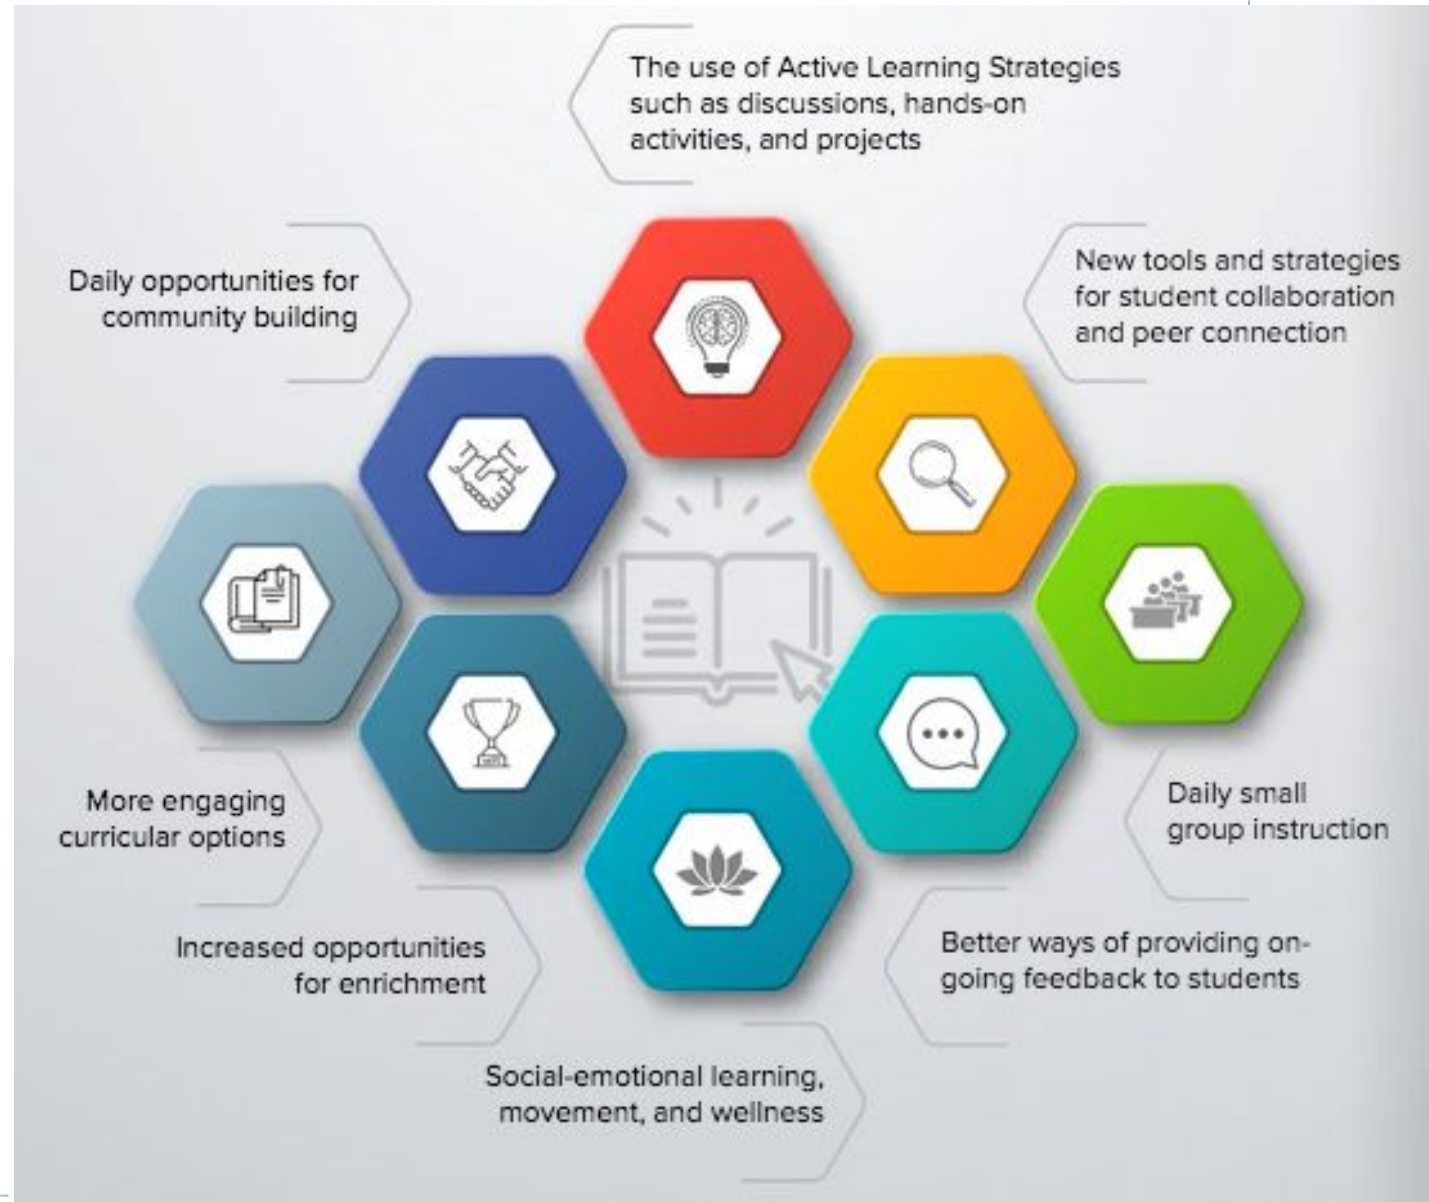 The use of Active Learning Strategies
such as discussions, hands-on
activities, and projects
Daily opportunities for
community building
New tools and strategies
for student collaboration
and peer connection
More engaging
curricular options
Daily small
group instruction
Increased opportunities
for enrichment
Better ways of providing on-
going feedback to students
Social-emotional learning,
movement, and wellness